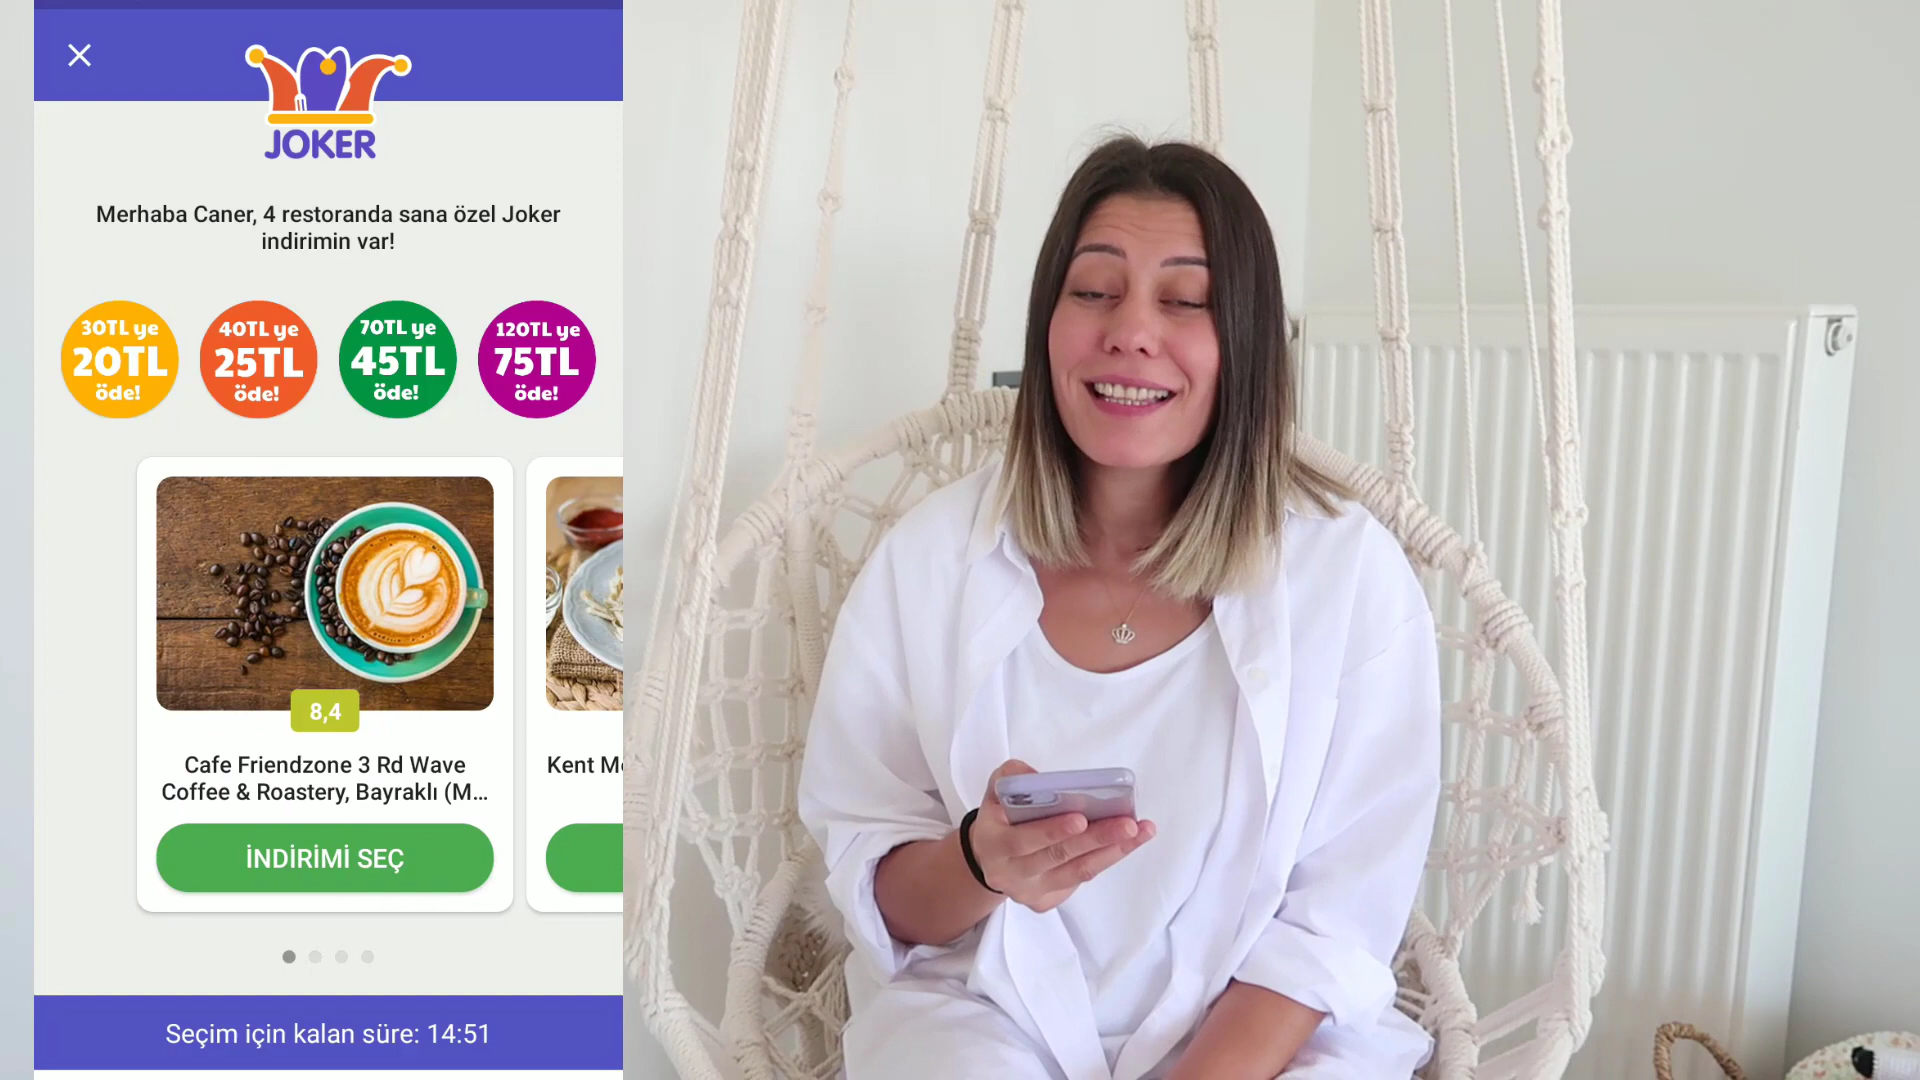 JOKER
Merhaba Caner, 4 restoranda sana özel Joker
indirimin var!
30TL ye
20TL
öde!
40TL ye
25TL
öde!
70TL ye
45TL
öde!
120TL ye
75TL
öde!
8,4
Cafe Friendzone 3 Rd Wave
Coffee & Roastery, Bayraklı (M...
İNDİRİMİ SEÇ
Kent
Seçim için kalan süre: 14:51